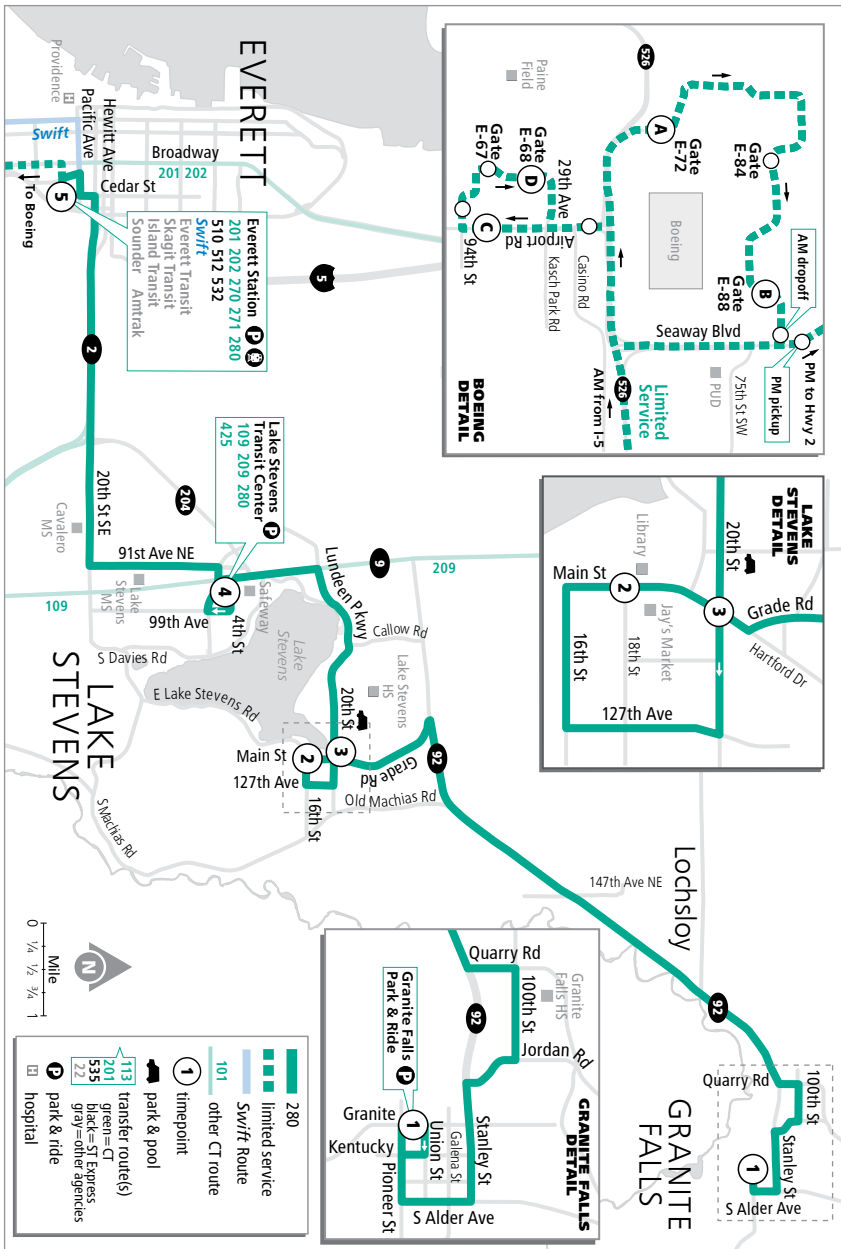 EVERETT
Providence
H
Pacific Ave
Hewitt Ave
Swift
Broadway
201 202
Cedar St
To Boeing
5
Everett Station P
201 202 270 271 280
510 512 532
Swift
Everett Transit
Skagit Transit
Island Transit
Sounder Amtrak
5
2
BOEING
DETAIL
526
Paine
Field
A
Gate
E-72
Gate
E-84
Gate
E-68
D
Gate
E-67
29th Ave
C
94th St
Airport Rd
Kasch Park Rd
Casino Rd
Boeing
B
Gate
E-88
AM dropoff
PM pickup
PM to Hwy 2
Seaway Blvd
75th St SW
PUD
526
Limited
Service
AM from I-5
Lake Stevens
Transit Center P
109 209 280
425
204
20th St SE
Cavalero
MS
91st Ave NE
Lake
Stevens
MS
109
99th Ave
4
4th St
Safeway
9
209
Lundeen Pkwy
Callow Rd
Lake
Stevens
S Davies Rd
E Lake Stevens Rd
LAKE
STEVENS
Lake Stevens
HS
20th St
3
2
Main St
127th Ave
16th St
Grade Rd
Old Machias Rd
S Machias Rd
92
LAKE
STEVENS
DETAIL
20th St
Library
Main St
2
Jay's Market
3
Grade Rd
Hartford Dr
18th St
16th St
127th Ave
Lochsloy
147th Ave NE
92
GRANITE
FALLS
Quarry Rd
100th St
Stanley St
1
S Alder Ave
GRANITE FALLS
DETAIL
Quarry Rd
Granite
Falls HS
100th St
92
Jordan Rd
Granite Falls
Park & Ride P
Granite
1
Kentucky
Union St
Galena St
Stanley St
Pioneer St
S Alder Ave
N
0 ¼ ½ ¾ 1
Mile
280
limited service
Swift Route
101 other CT route
1 timepoint
park & pool
113 transfer route(s)
201 green=CT
535 black=ST Express
22 gray=other agencies
P park & ride
H hospital